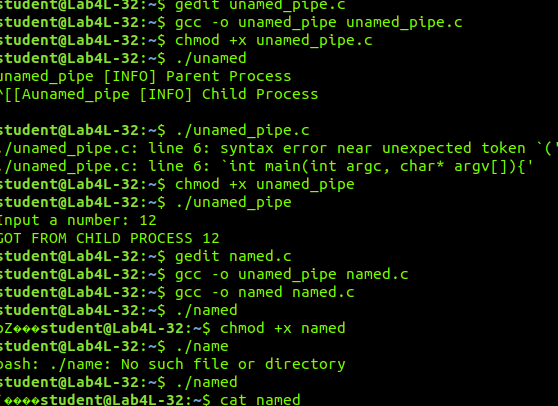 student@Lab4L-32:~$ gedit unamed_pipe.c
student@Lab4L-32:~$ gcc -o unamed_pipe unamed_pipe.c
student@Lab4L-32:~$ chmod +x unamed_pipe.c
student@Lab4L-32:~$ ./unamed
unamed_pipe [INFO] Parent Process
^[[Aunamed_pipe [INFO] Child Process
student@Lab4L-32:~$ ./unamed_pipe.c
./unamed_pipe.c: line 6: syntax error near unexpected token `('
./unamed_pipe.c: line 6: `int main(int argc, char* argv[]){'
student@Lab4L-32:~$ chmod +x unamed_pipe
student@Lab4L-32:~$ ./unamed_pipe
Input a number: 12
GOT FROM CHILD PROCESS 12
student@Lab4L-32:~$ gedit named.c
student@Lab4L-32:~$ gcc -o unamed_pipe named.c
student@Lab4L-32:~$ gcc -o named named.c
student@Lab4L-32:~$ ./named
pZ���student@Lab4L-32:~$ chmod +x named
student@Lab4L-32:~$ ./name
bash: ./name: No such file or directory
student@Lab4L-32:~$ ./named
����student@Lab4L-32:~$ cat named